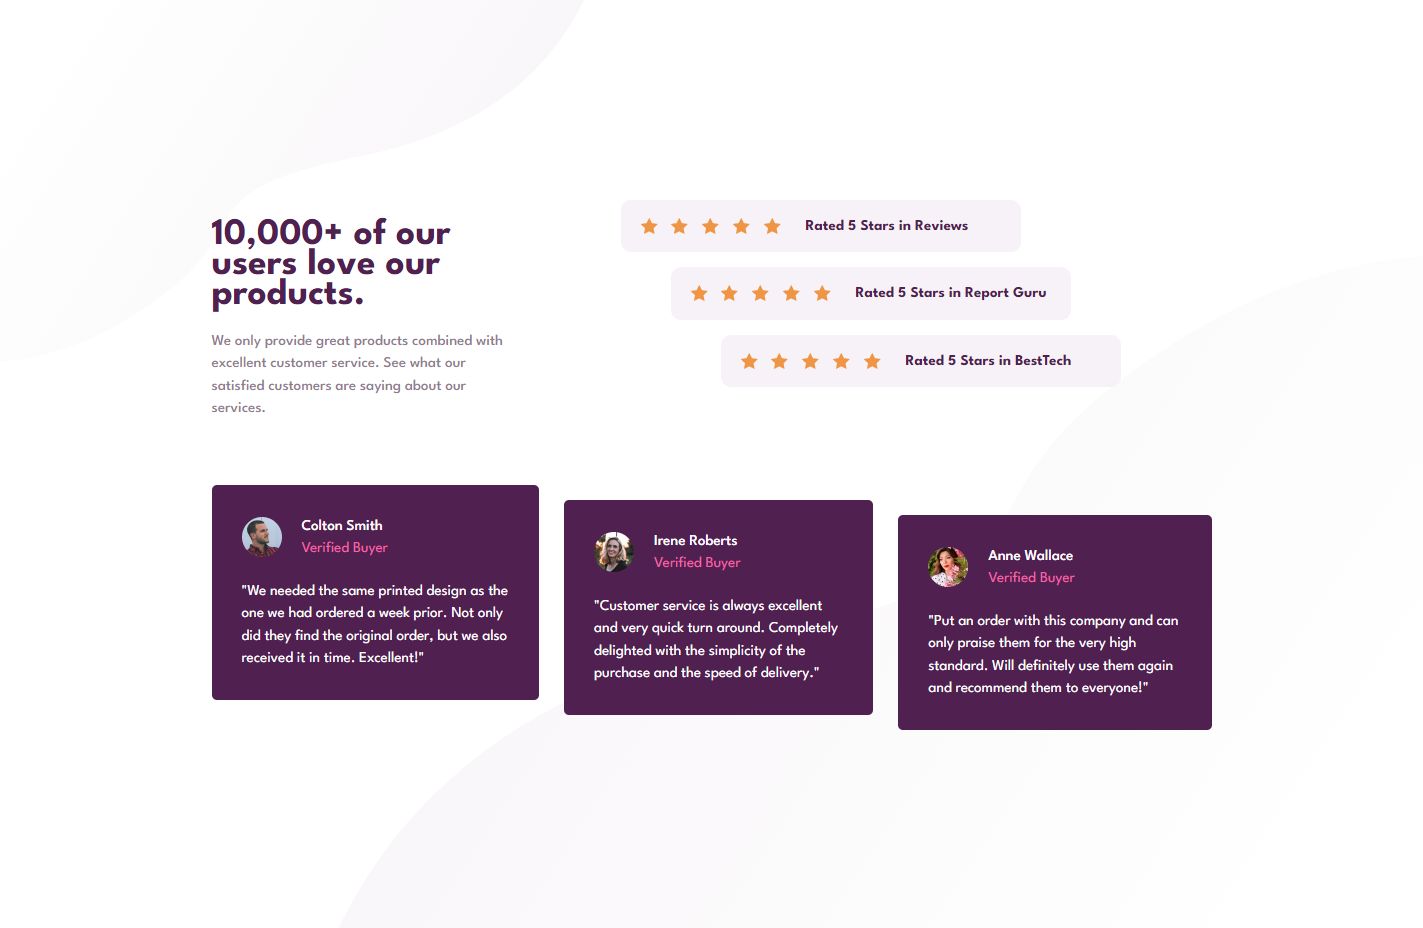 10,000+ of our
users love our
products.
We only provide great products combined with
excellent customer service. See what our
satisfied customers are saying about our
services.
Rated 5 Stars in Reviews
Rated 5 Stars in Report Guru
Rated 5 Stars in BestTech
Colton Smith
Verified Buyer
"We needed the same printed design as the
one we had ordered a week prior. Not only
did they find the original order, but we also
received it in time. Excellent!"
Irene Roberts
Verified Buyer
"Customer service is always excellent
and very quick turn around. Completely
delighted with the simplicity of the
purchase and the speed of delivery."
Anne Wallace
Verified Buyer
"Put an order with this company and can
only praise them for the very high
standard. Will definitely use them again
and recommend them to everyone!"